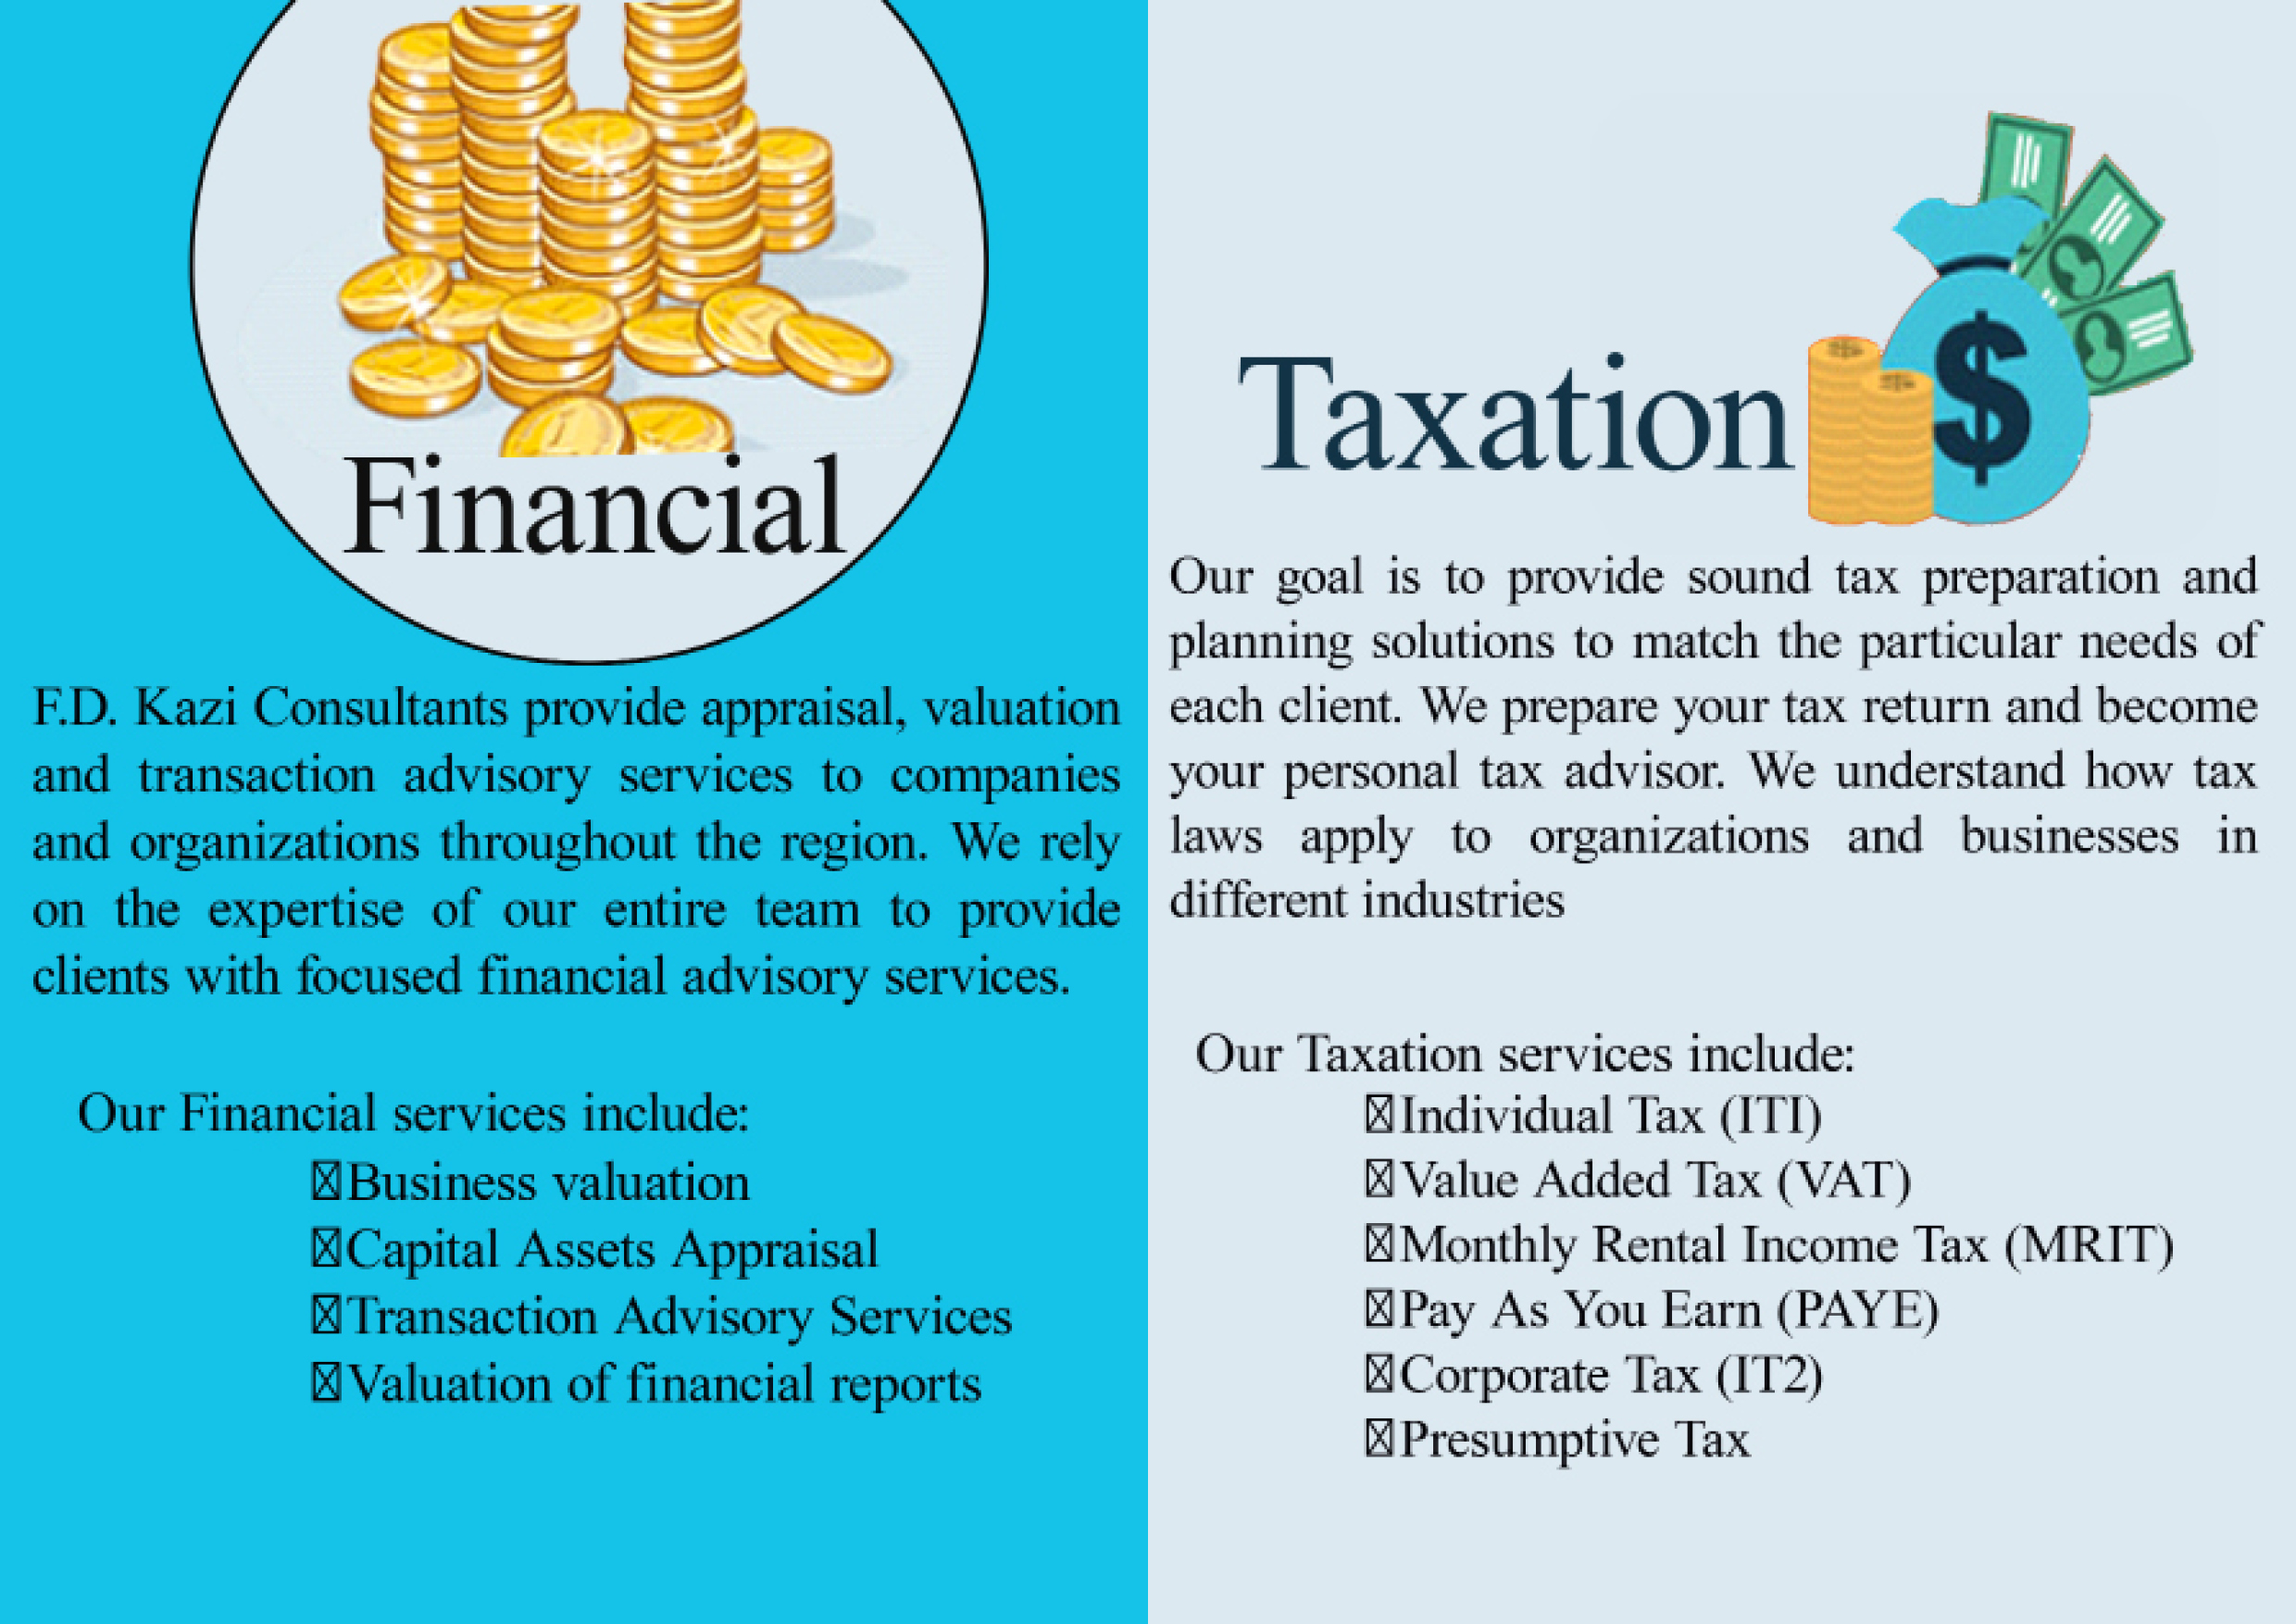 Financial
F.D. Kazi Consultants provide appraisal, valuation
and transaction advisory services to companies
and organizations throughout the region. We rely
on the expertise of our entire team to provide
clients with focused financial advisory services.
Our Financial services include:
Business valuation
Capital Assets Appraisal
Transaction Advisory Services
Valuation of financial reports
Taxation
$
Our goal is to provide sound tax preparation and
planning solutions to match the particular needs of
each client. We prepare your tax return and become
your personal tax advisor. We understand how tax
laws apply to organizations and businesses in
different industries
Our Taxation services include:
Individual Tax (ITI)
Value Added Tax (VAT)
Monthly Rental Income Tax (MRIT)
Pay As You Earn (PAYE)
Corporate Tax (IT2)
Presumptive Tax